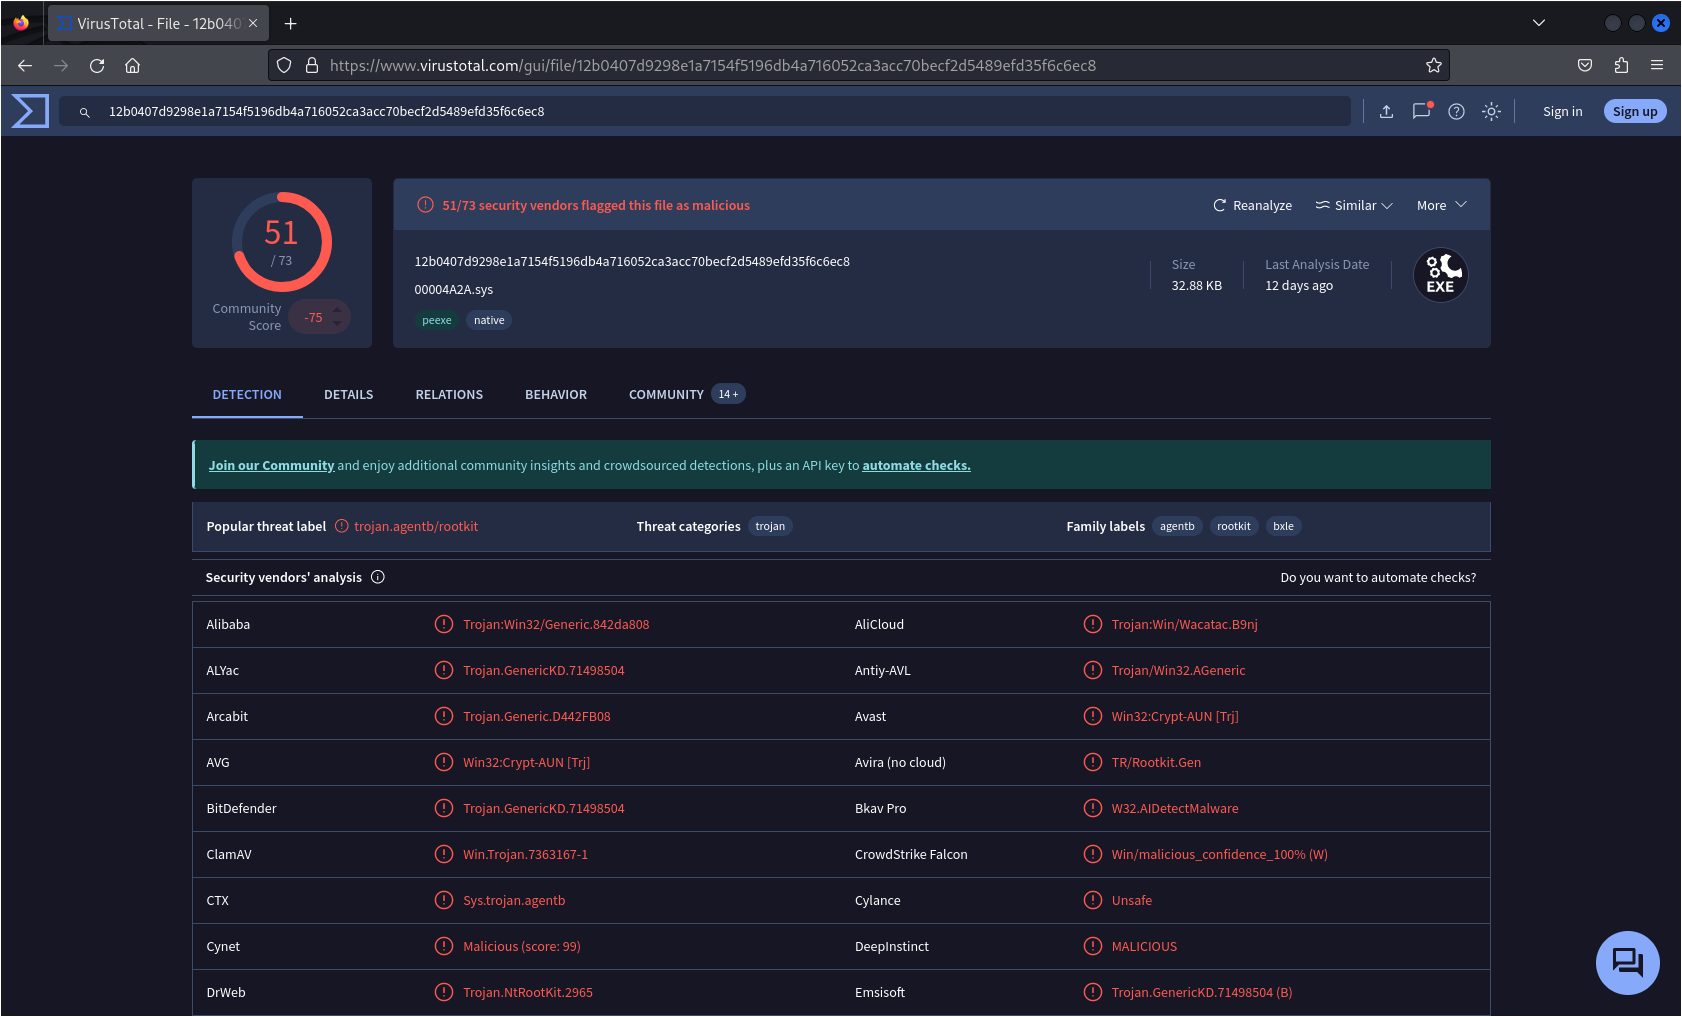 VirusTotal - File - 12b040
https://www.virustotal.com/gui/file/12b0407d9298e1a7154f5196db4a716052ca3acc70becf2d5489efd35f6c6ec8
12b0407d9298e1a7154f5196db4a716052ca3acc70becf2d5489efd35f6c6ec8
Sign in
Sign up
51
/ 73
Community
Score
-75
51/73 security vendors flagged this file as malicious
Reanalyze
Similar
More
12b0407d9298e1a7154f5196db4a716052ca3acc70becf2d5489efd35f6c6ec8
00004A2A.sys
peexe native
Size
32.88 KB
Last Analysis Date
12 days ago
EXE
DETECTION DETAILS RELATIONS BEHAVIOR COMMUNITY 14 +
Join our Community and enjoy additional community insights and crowdsourced detections, plus an API key to automate checks.
Popular threat label trojan.agentb/rootkit Threat categories trojan Family labels agentb rootkit bxle
Security vendors' analysis Do you want to automate checks?
Alibaba Trojan:Win32/Generic.842da808 AliCloud Trojan:Win/Wacatac.B9nj
ALYac Trojan.GenericKD.71498504 Antiy-AVL Trojan/Win32.AGeneric
Arcabit Trojan.Generic.D442FB08 Avast Win32:Crypt-AUN [Trj]
AVG Win32:Crypt-AUN [Trj] Avira (no cloud) TR/Rootkit.Gen
BitDefender Trojan.GenericKD.71498504 Bkav Pro W32.AIDetectMalware
ClamAV Win.Trojan.7363167-1 CrowdStrike Falcon Win/malicious_confidence_100% (W)
CTX Sys.trojan.agentb Cylance Unsafe
Cynet Malicious (score: 99) DeepInstinct MALICIOUS
DrWeb Trojan.NtRootKit.2965 Emsisoft Trojan.GenericKD.71498504 (B)